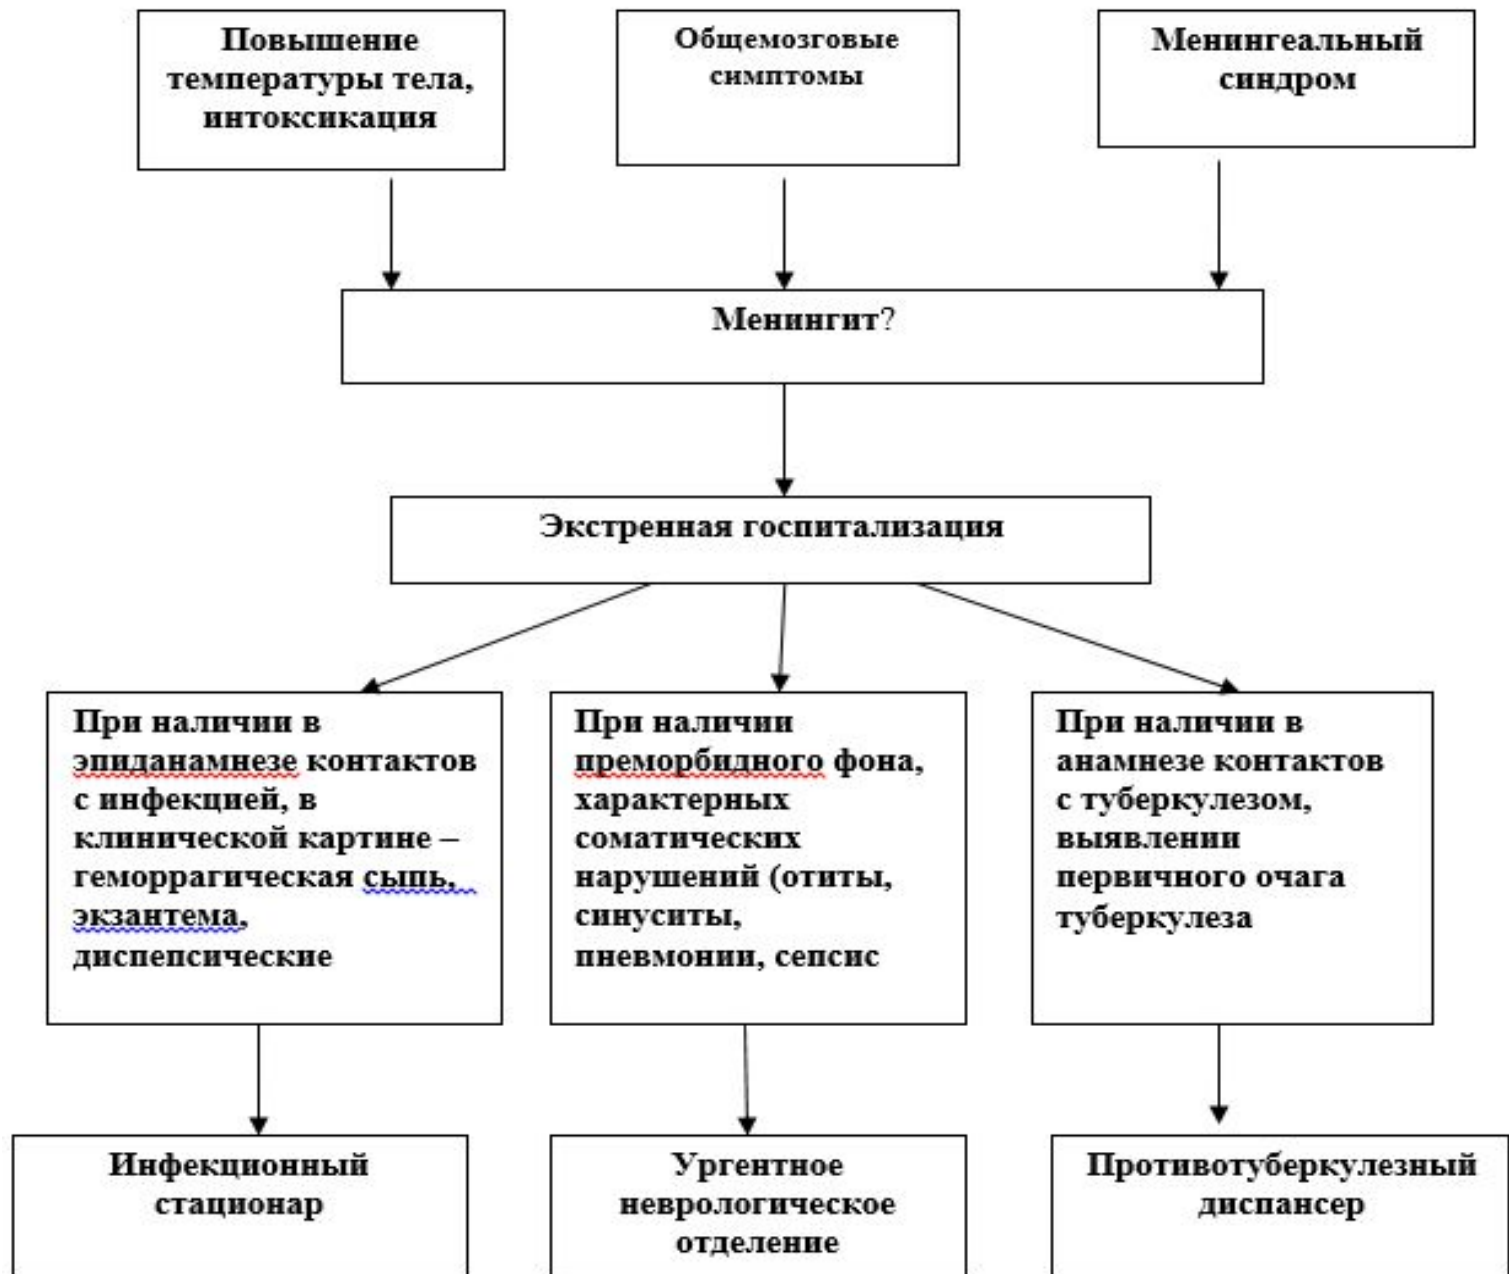 Повышение
температуры тела,
интоксикация
Общемозговые
симптомы
Менингеальный
синдром
Менингит?
Экстренная госпитализация
При наличии в
эпиданамнезе контактов
с инфекцией, в
клинической картине –
геморрагическая сыпь,
экзантема,
диспепсические
При наличии
преморбидного фона,
характерных
соматических
нарушений (отиты,
синуситы,
пневмонии, сепсис
При наличии в
анамнезе контактов
с туберкулезом,
выявлении
первичного очага
туберкулеза
Инфекционный
стационар
Ургентное
неврологическое
отделение
Противотуберкулезный
диспансер